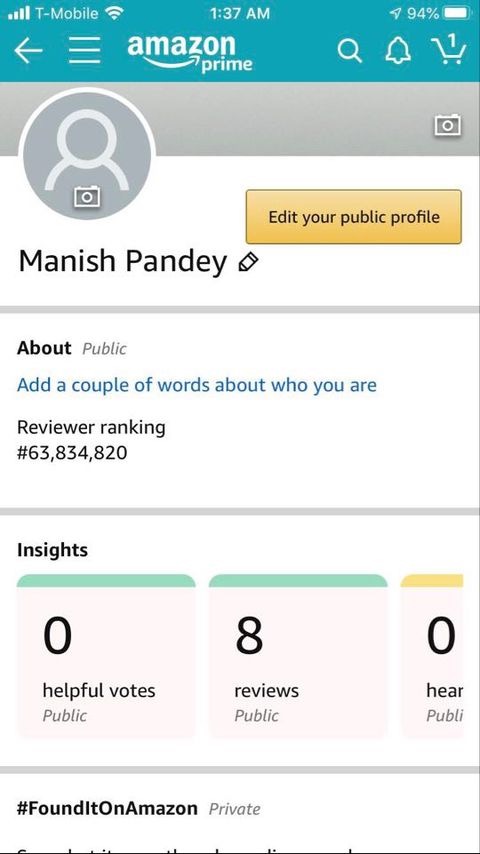 T-Mobile 1:37 AM 94%
amazon prime 1
Edit your public profile
Manish Pandey
About Public
Add a couple of words about who you are
Reviewer ranking
#63,834,820
Insights
0 8 0
helpful votes reviews hear
Public Public Publi
#FoundItOnAmazon Private